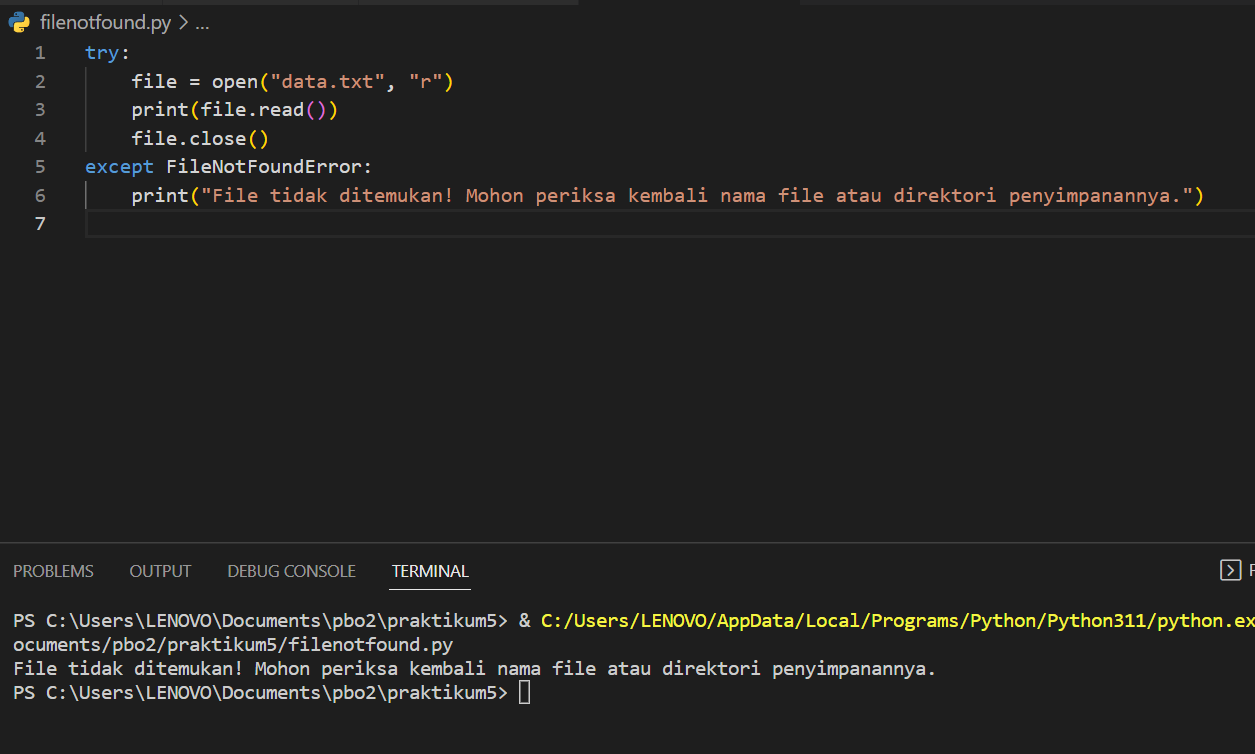 filenotfound.py > ...
1 try:
2     file = open("data.txt", "r")
3     print(file.read())
4     file.close()
5 except FileNotFoundError:
6     print("File tidak ditemukan! Mohon periksa kembali nama file atau direktori penyimpanannya.")
7
PROBLEMS OUTPUT DEBUG CONSOLE TERMINAL
PS C:\Users\LENOVO\Documents\pbo2\praktikum5> & C:/Users/LENOVO/AppData/Local/Programs/Python/Python311/python.ex
ocuments/pbo2/praktikum5/filenotfound.py
File tidak ditemukan! Mohon periksa kembali nama file atau direktori penyimpanannya.
PS C:\Users\LENOVO\Documents\pbo2\praktikum5>